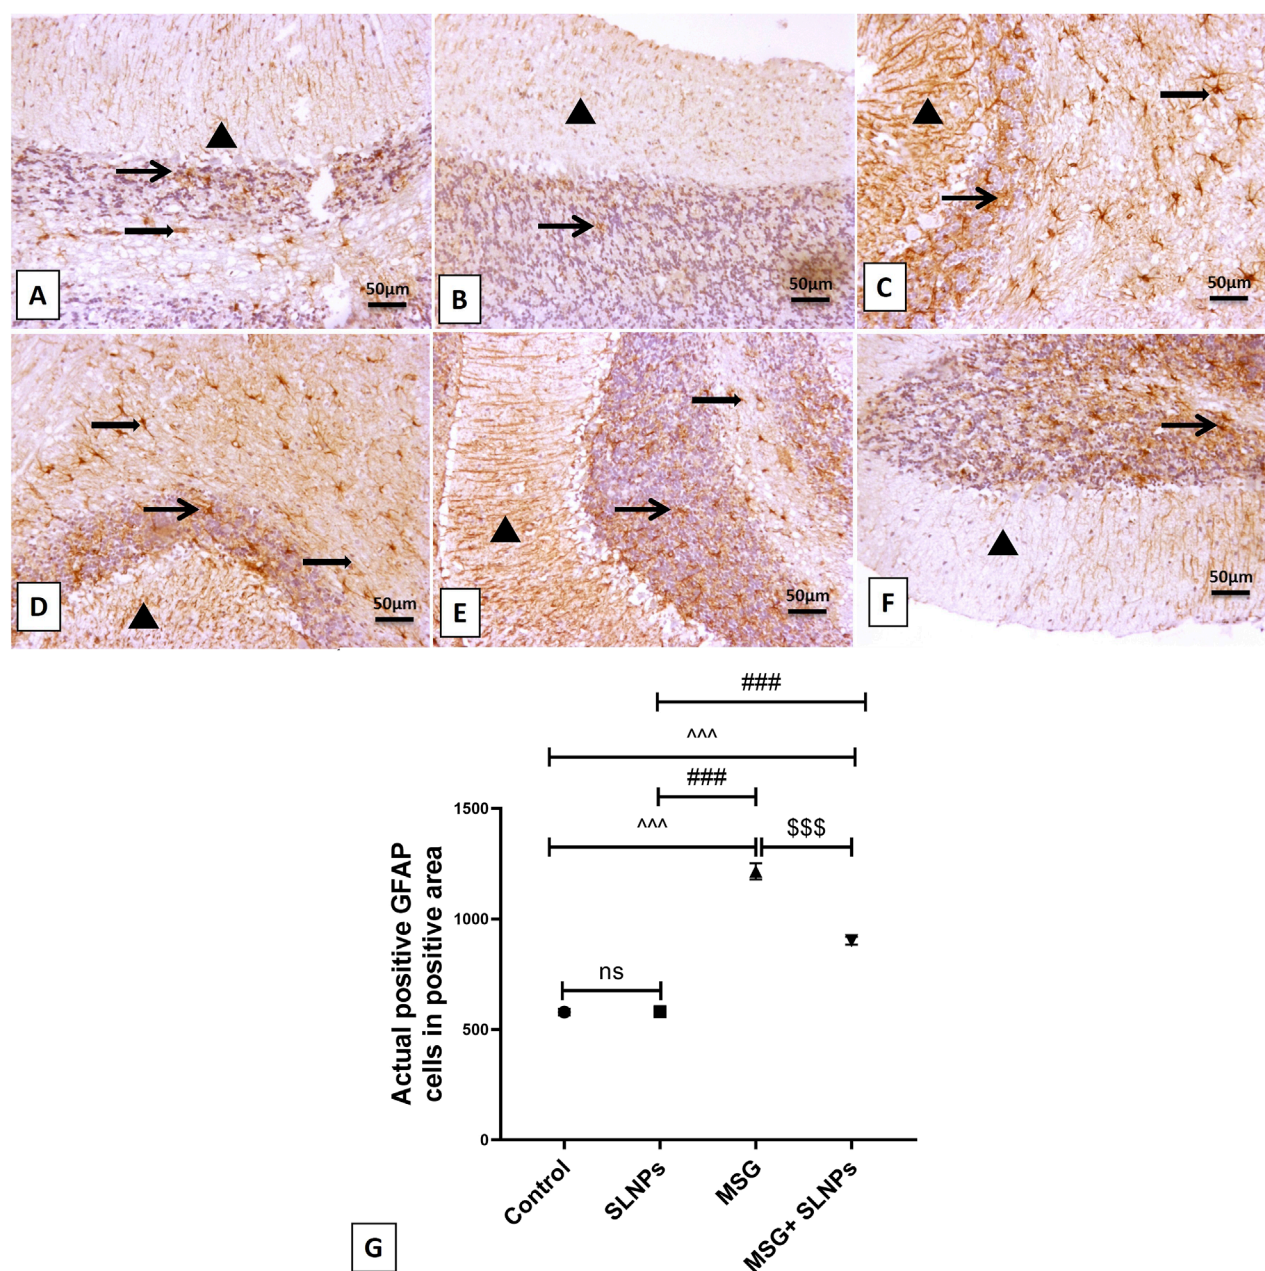 50μm
50μm
50μm
A
B
C
50μm
50μm
50μm
D
E
F
###
^^^
###
^^^
$$$
ns
1500
1000
500
0
Actual positive GFAP
cells in positive area
Control
SLNPs
MSG
MSG+ SLNPs
G